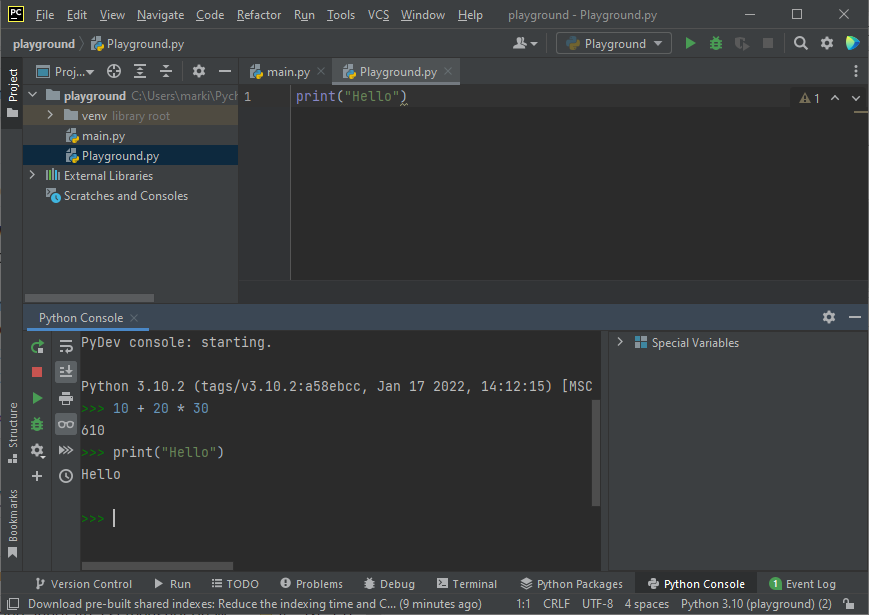 PC File Edit View Navigate Code Refactor Run Tools VCS Window Help playground - Playground.py
playground Playground.py Playground
Project
Proj... main.py Playground.py
playground C:\Users\marki\Pych
venv library root
main.py
Playground.py
External Libraries
Scratches and Consoles
1 print("Hello") 1
Python Console
PyDev console: starting.
Python 3.10.2 (tags/v3.10.2:a58ebcc, Jan 17 2022, 14:12:15) [MSC
>>> 10 + 20 * 30
610
>>> print("Hello")
Hello
>>>
Special Variables
Structure
Bookmarks
Version Control Run TODO Problems Debug Terminal Python Packages Python Console 1 Event Log
Download pre-built shared indexes: Reduce the indexing time and C... (9 minutes ago) 1:1 CRLF UTF-8 4 spaces Python 3.10 (playground) (2)